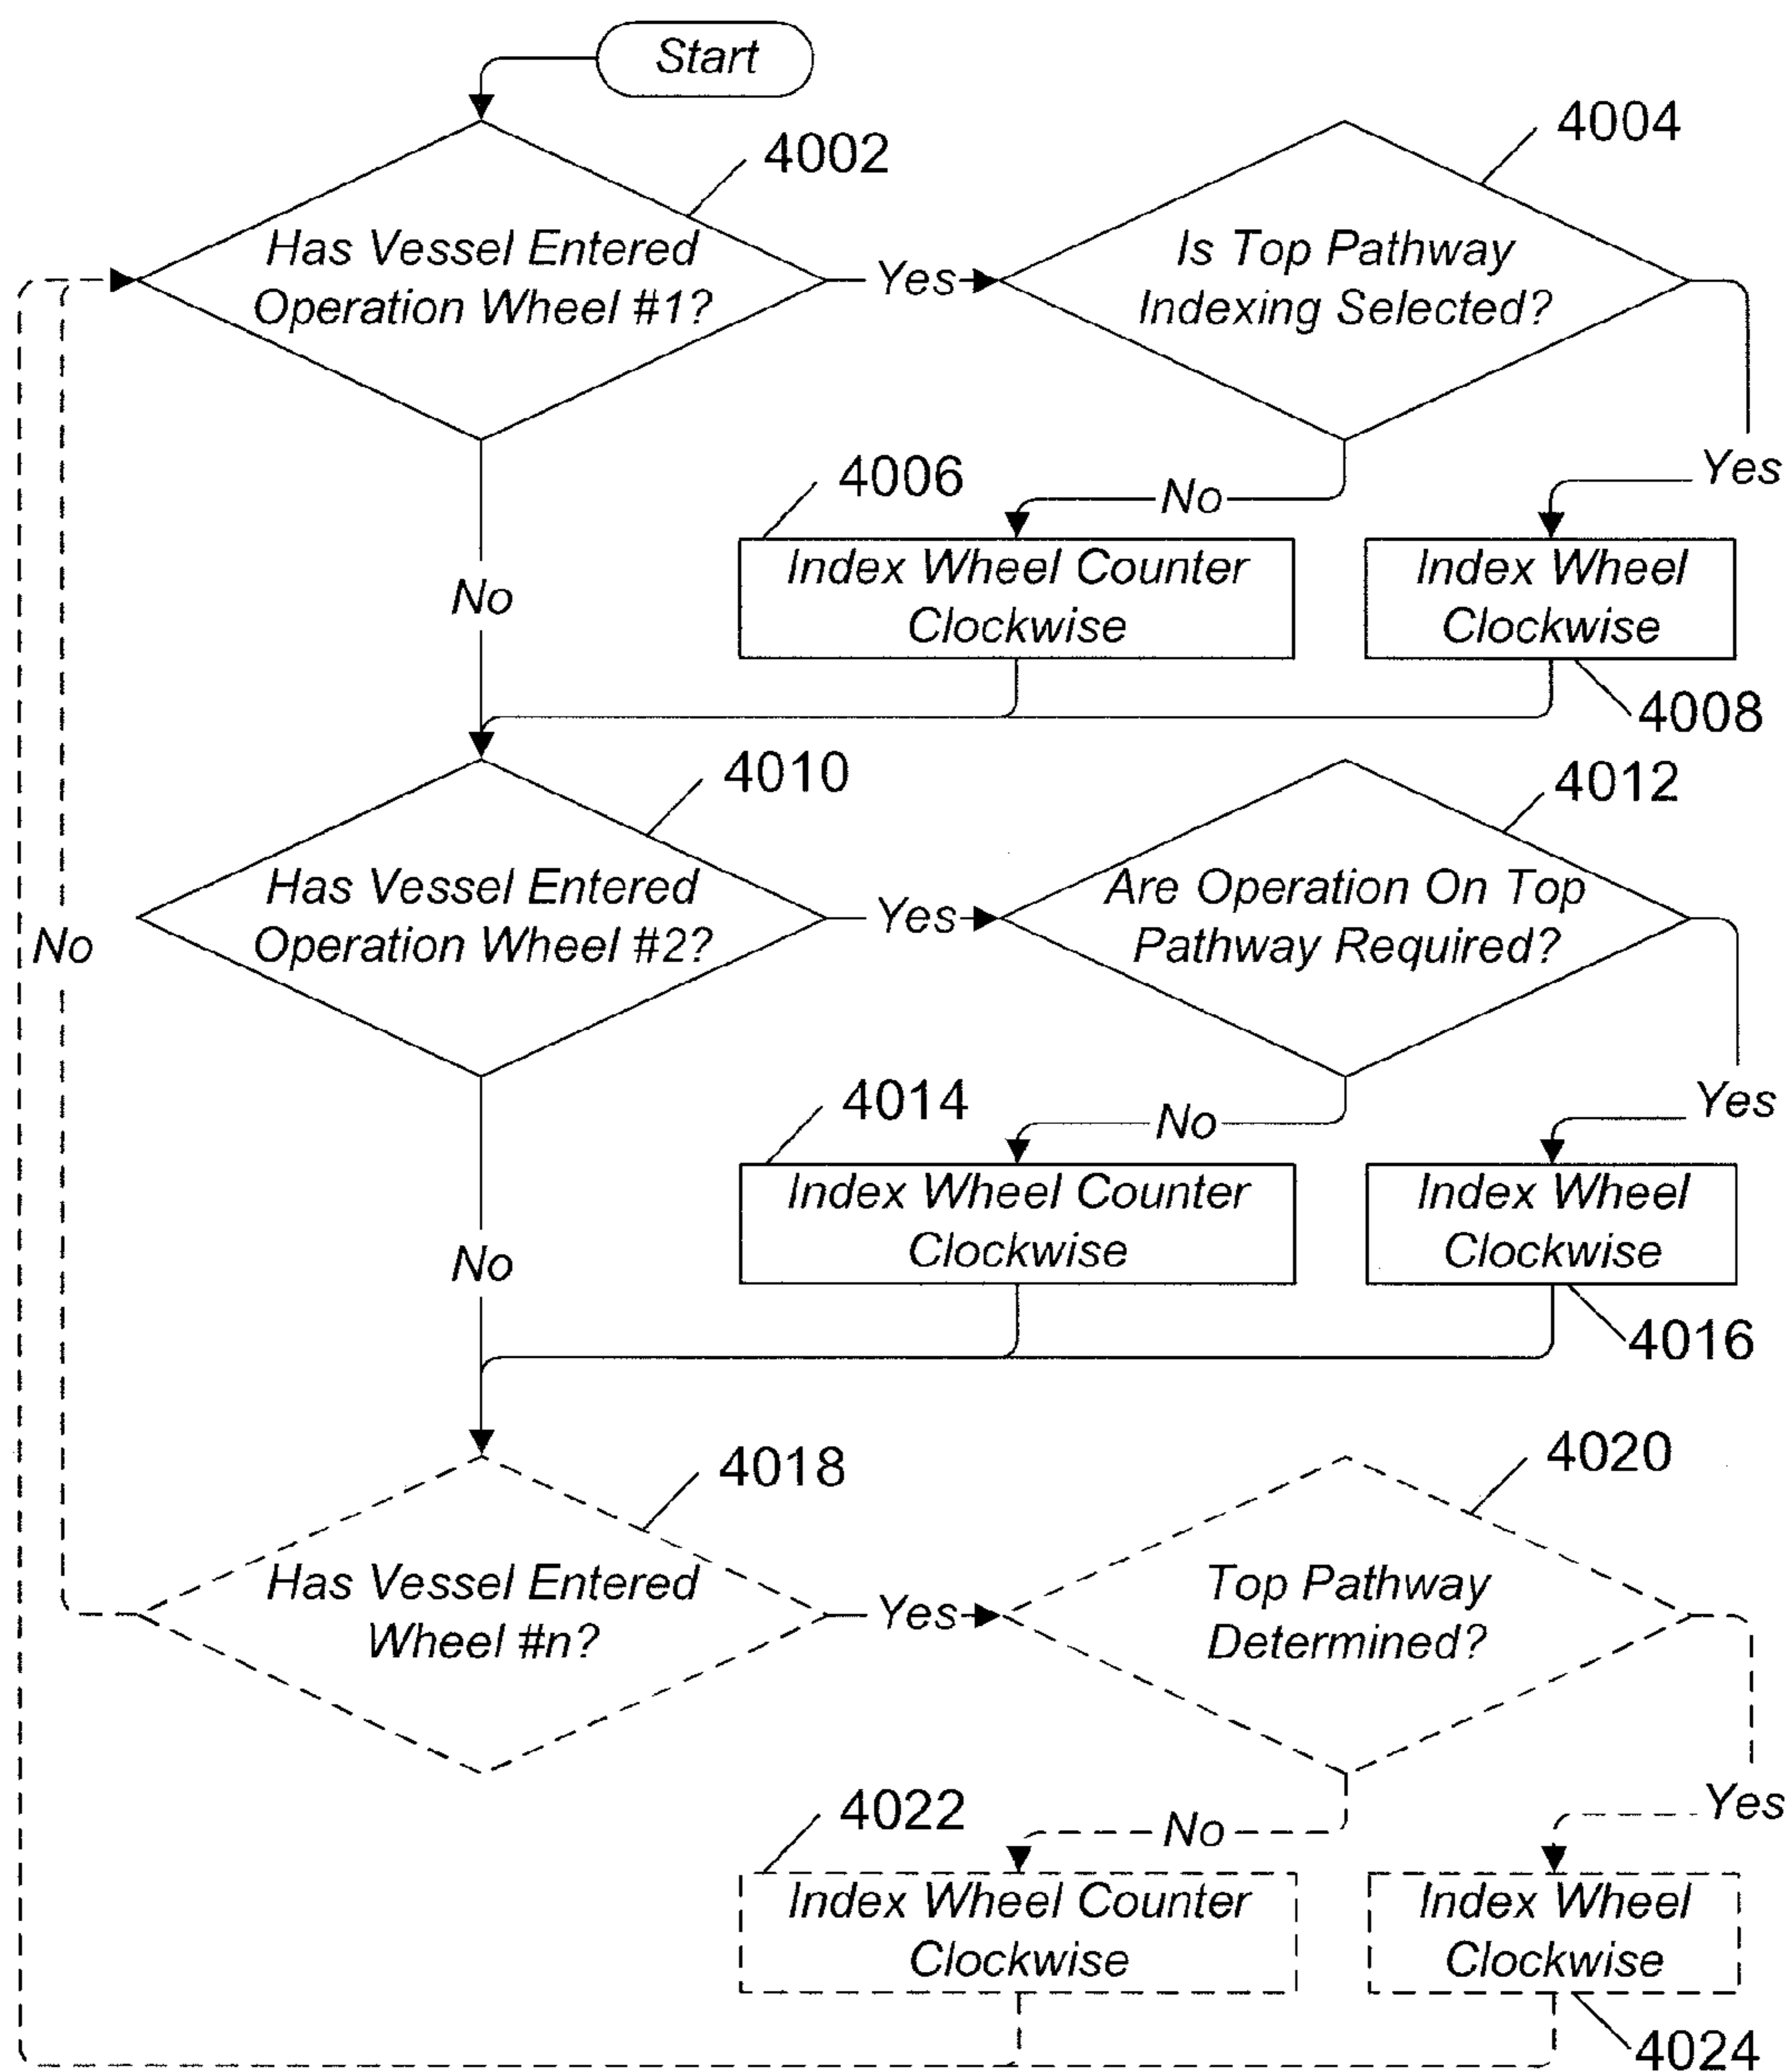 Start
4002
4004
Has Vessel Entered
Operation Wheel #1?
Yes
Is Top Pathway
Indexing Selected?
4006
No
Yes
Index Wheel Counter
Clockwise
Index Wheel
Clockwise
No
4008
4010
4012
Has Vessel Entered
Operation Wheel #2?
Yes
Are Operation On Top
Pathway Required?
No
4014
No
Yes
Index Wheel Counter
Clockwise
Index Wheel
Clockwise
No
4016
4018
4020
Has Vessel Entered
Wheel #n?
Yes
Top Pathway
Determined?
4022
No
Yes
Index Wheel Counter
Clockwise
Index Wheel
Clockwise
4024